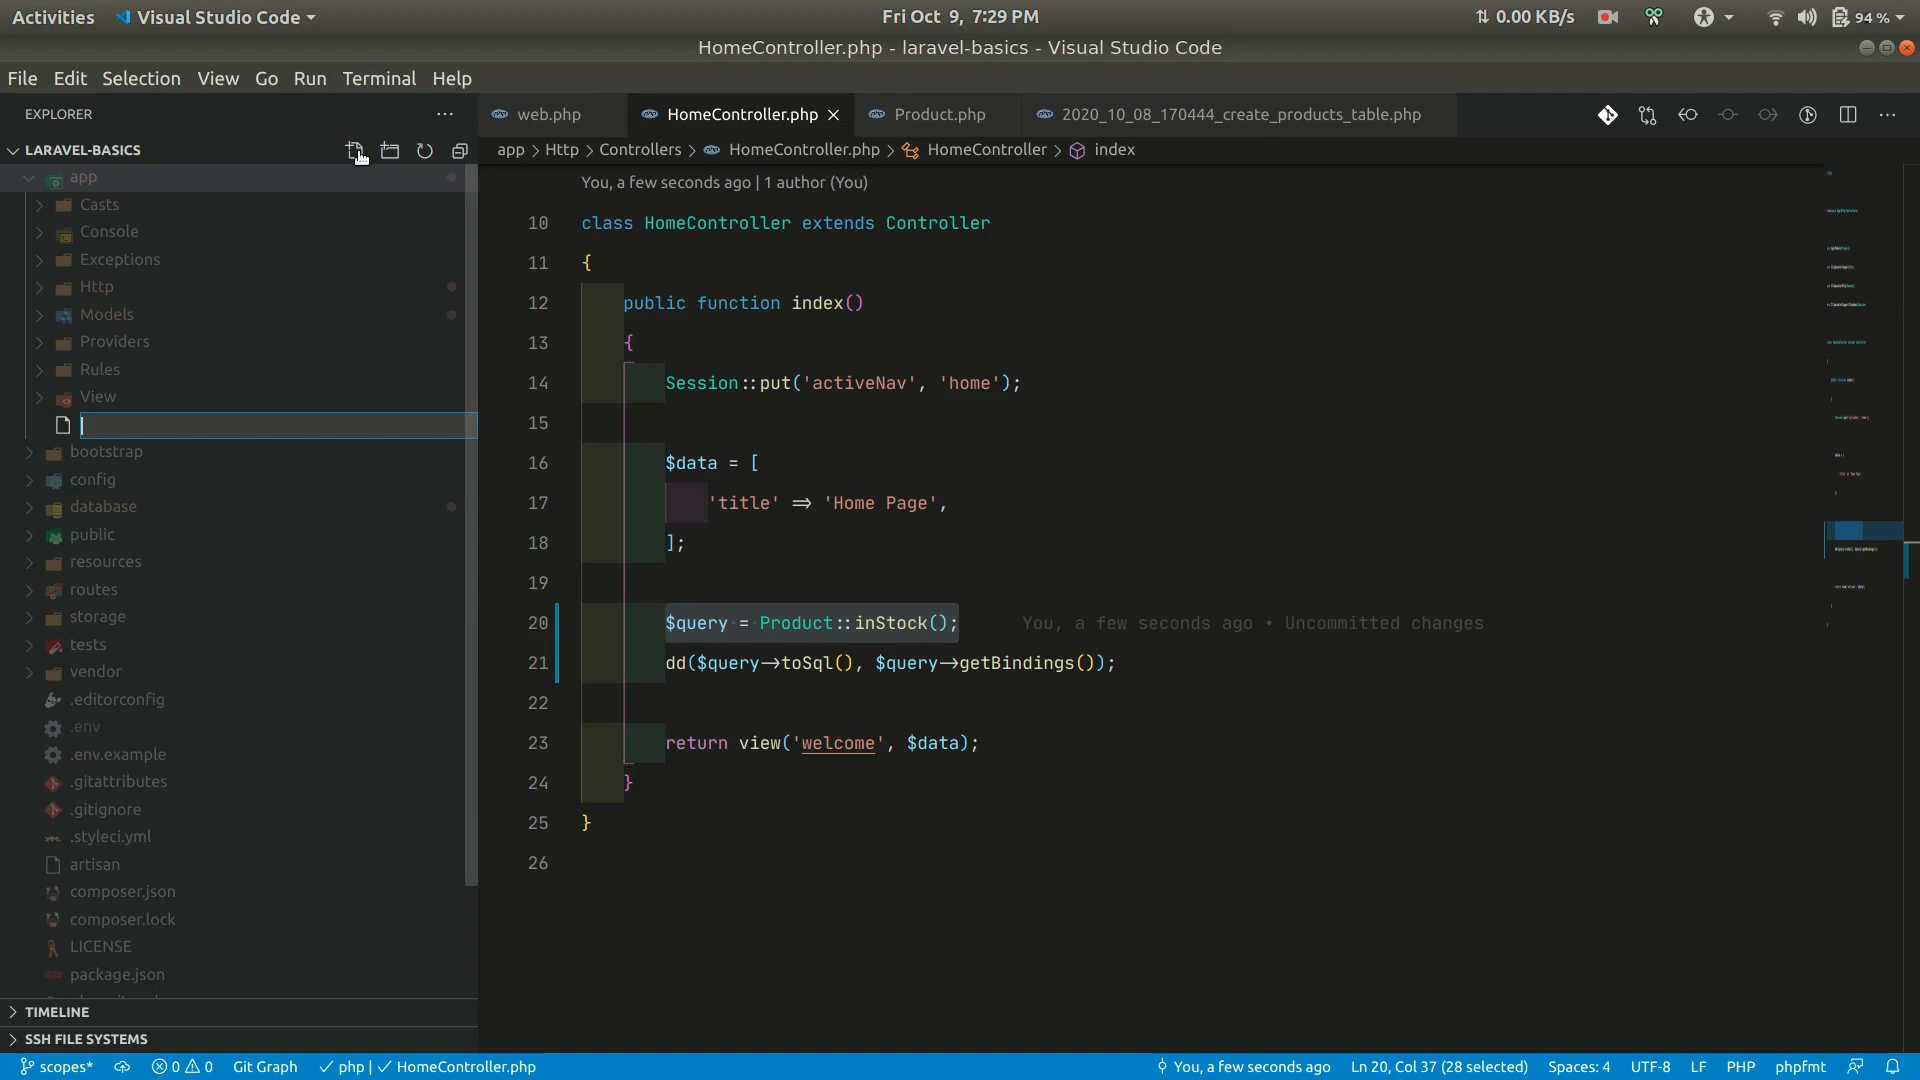 Activities Visual Studio Code Fri Oct 9, 7:29 PM 0.00 KB/s 94 %
HomeController.php - laravel-basics - Visual Studio Code
File Edit Selection View Go Run Terminal Help
EXPLORER
web.php HomeController.php Product.php 2020_10_08_170444_create_products_table.php
LARAVEL-BASICS
app > Http > Controllers > HomeController.php > HomeController > index
app
Casts
Console
Exceptions
Http
Models
Providers
Rules
View
bootstrap
config
database
public
resources
routes
storage
tests
vendor
.editorconfig
.env
.env.example
.gitattributes
.gitignore
.styleci.yml
artisan
composer.json
composer.lock
LICENSE
package.json
TIMELINE
SSH FILE SYSTEMS
You, a few seconds ago | 1 author (You)
10 class HomeController extends Controller
11 {
12 public function index()
13 {
14 Session::put('activeNav', 'home');
15
16 $data = [
17 'title' => 'Home Page',
18 ];
19
20 $query = Product::inStock(); You, a few seconds ago • Uncommitted changes
21 dd($query->toSql(), $query->getBindings());
22
23 return view('welcome', $data);
24 }
25 }
26
scopes* 0 0 Git Graph php | HomeController.php You, a few seconds ago Ln 20, Col 37 (28 selected) Spaces: 4 UTF-8 LF PHP phpfmt